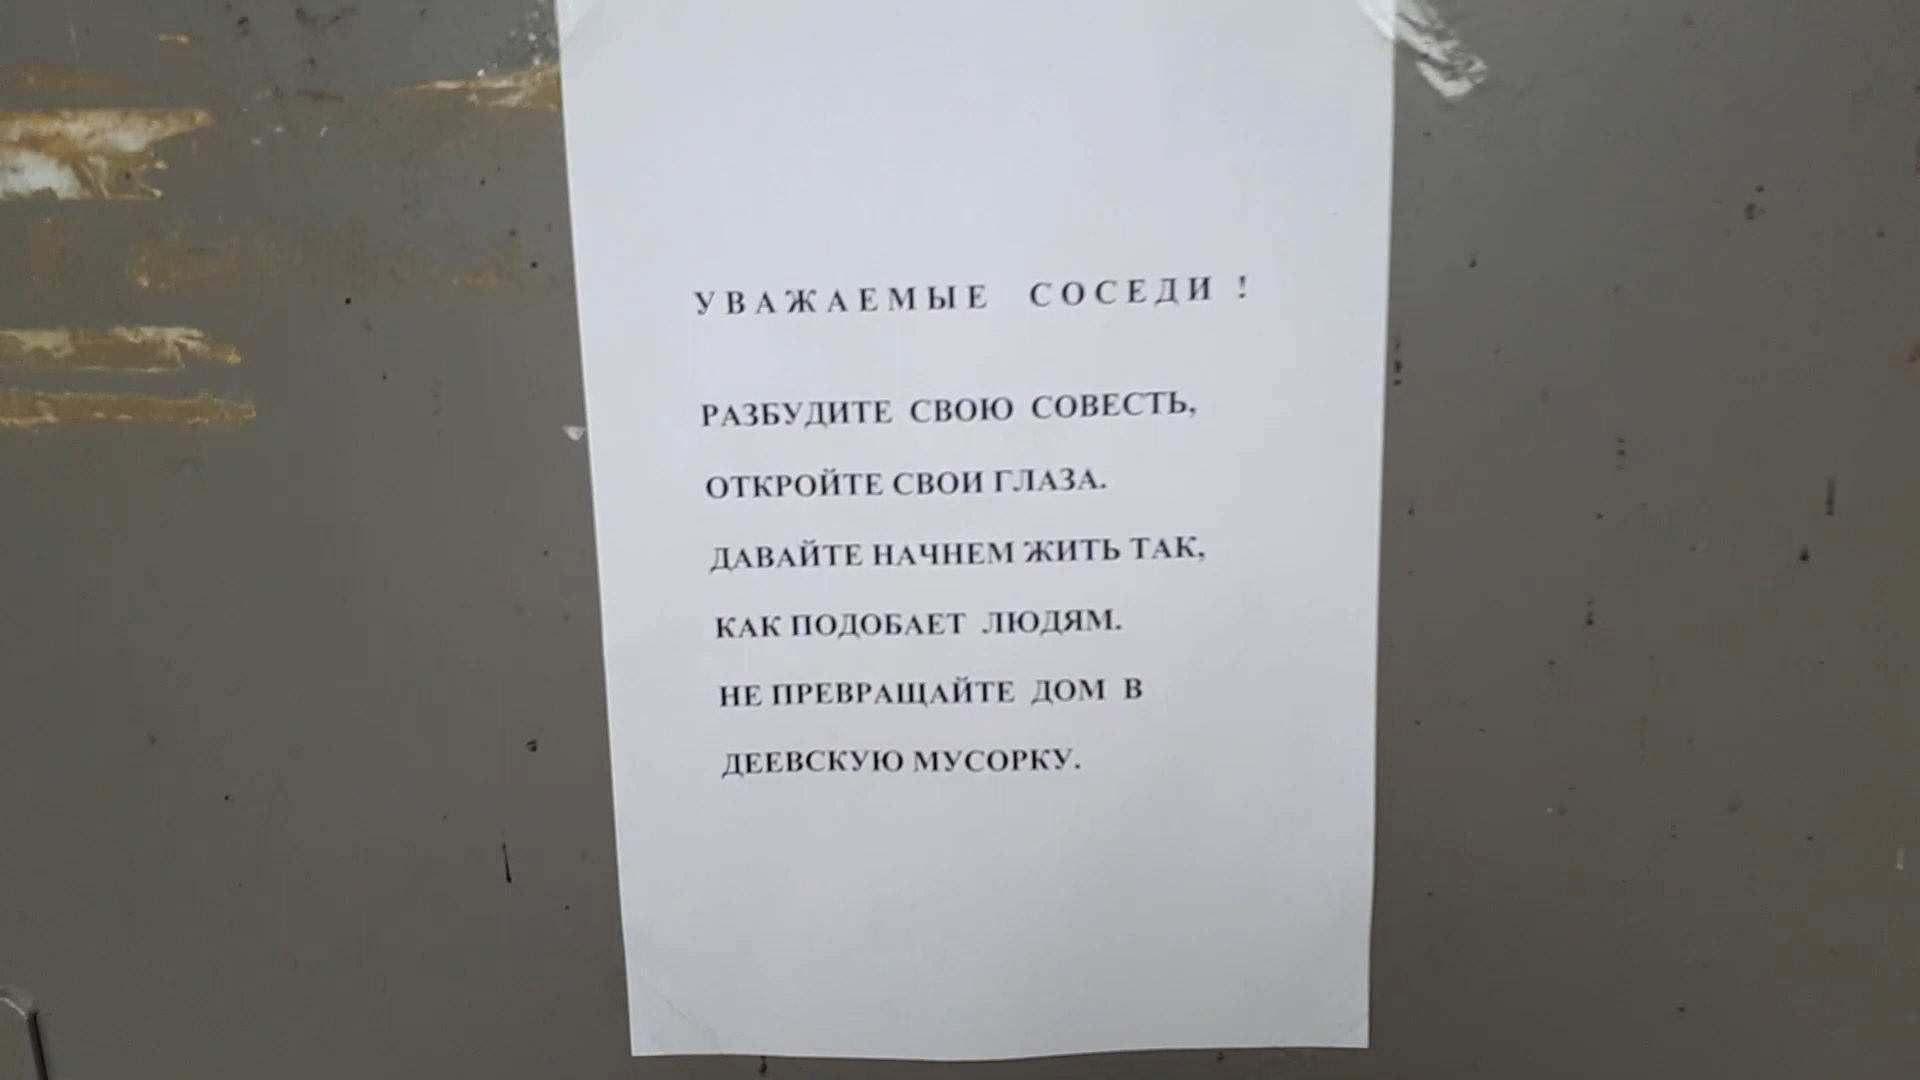 УВАЖАЕМЫЕ СОСЕДИ !
РАЗБУДИТЕ СВОЮ СОВЕСТЬ,
ОТКРОЙТЕ СВОИ ГЛАЗА.
ДАВАЙТЕ НАЧНЕМ ЖИТЬ ТАК,
КАК ПОДОБАЕТ ЛЮДЯМ.
НЕ ПРЕВРАЩАЙТЕ ДОМ В
ДЕЕВСКУЮ МУСОРКУ.